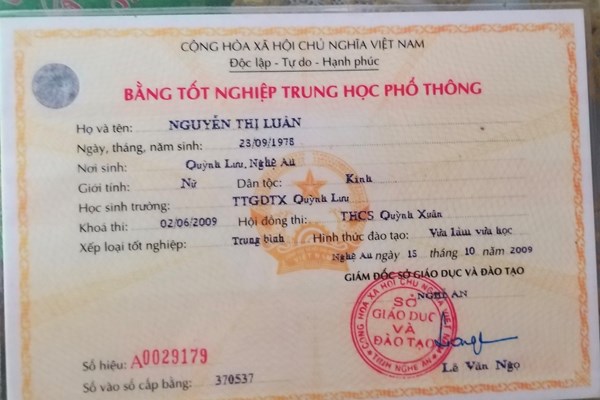 CỘNG HÒA XÃ HỘI CHỦ NGHĨA VIỆT NAM
Độc lập - Tự do - Hạnh phúc
BẰNG TỐT NGHIỆP TRUNG HỌC PHỔ THÔNG
Họ và tên: NGUYỄN THỊ LUÂN
Ngày, tháng, năm sinh: 23/09/1978
Nơi sinh: Quỳnh Lưu, Nghệ An
Giới tính: Nữ Dân tộc: Kinh
Học sinh trường: TTGDTX Quỳnh Lưu
Khoá thi: 02/06/2009 Hội đồng thi: THCS Quỳnh Xuân
Xếp loại tốt nghiệp: Trung bình Hình thức đào tạo: Vừa làm vừa học
Nghệ An ngày 15 tháng 10 năm 2009
GIÁM ĐỐC SỞ GIÁO DỤC VÀ ĐÀO TẠO
NGHỆ AN
SỞ
GIÁO DỤC
VÀ
ĐÀO TẠO
TỈNH NGHỆ AN
Lê Văn Ngọ
Số hiệu: A0029179
Số vào sổ cấp bằng: 370537